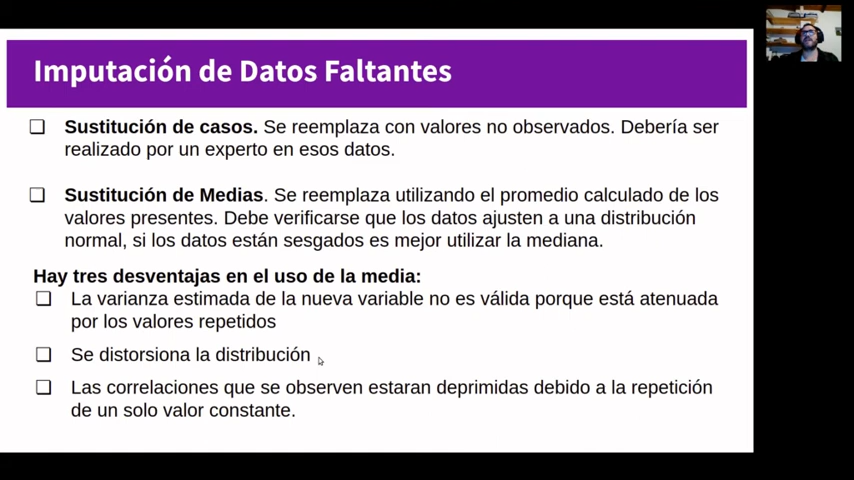 Imputación de Datos Faltantes
Sustitución de casos. Se reemplaza con valores no observados. Debería ser
realizado por un experto en esos datos.
Sustitución de Medias. Se reemplaza utilizando el promedio calculado de los
valores presentes. Debe verificarse que los datos ajusten a una distribución
normal, si los datos están sesgados es mejor utilizar la mediana.
Hay tres desventajas en el uso de la media:
La varianza estimada de la nueva variable no es válida porque está atenuada
por los valores repetidos
Se distorsiona la distribución
Las correlaciones que se observen estaran deprimidas debido a la repetición
de un solo valor constante.